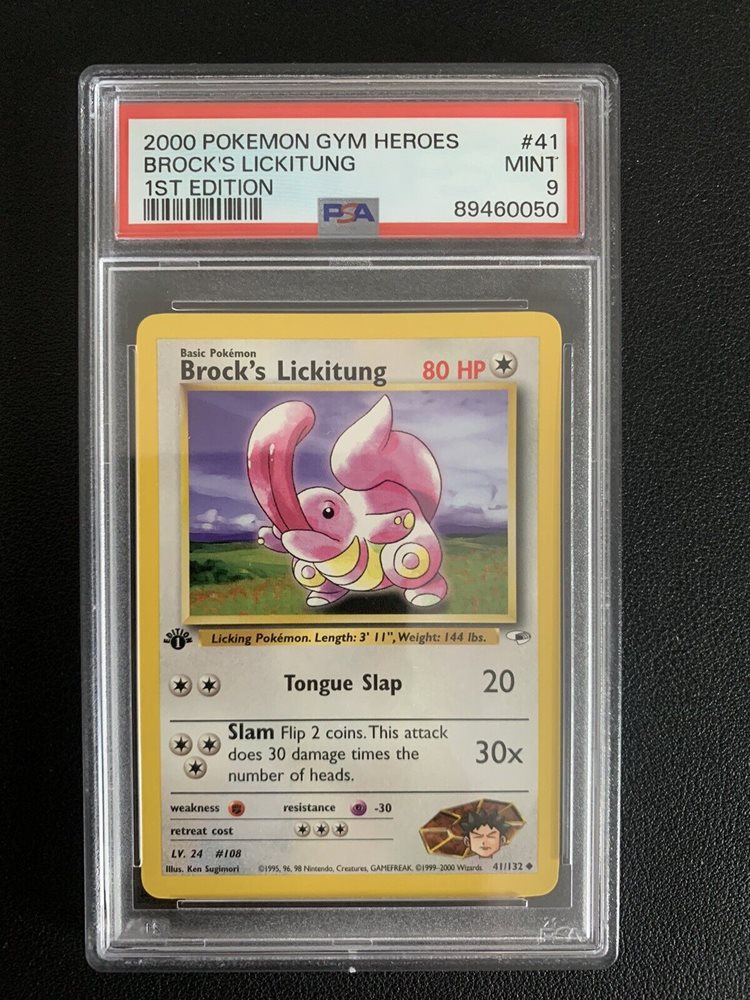 2000 POKEMON GYM HEROES #41
BROCK'S LICKITUNG MINT
1ST EDITION 9
PSA 89460050
Basic Pokémon
Brock's Lickitung 80 HP
EDITION 1
Licking Pokémon. Length: 3' 11", Weight: 144 lbs.
Tongue Slap 20
Slam Flip 2 coins. This attack
does 30 damage times the 30x
number of heads.
weakness resistance -30
retreat cost
LV. 24 #108
Illus. Ken Sugimori ©1995, 96, 98 Nintendo, Creatures, GAMEFREAK. ©1999-2000 Wizards. 41/132
PSA